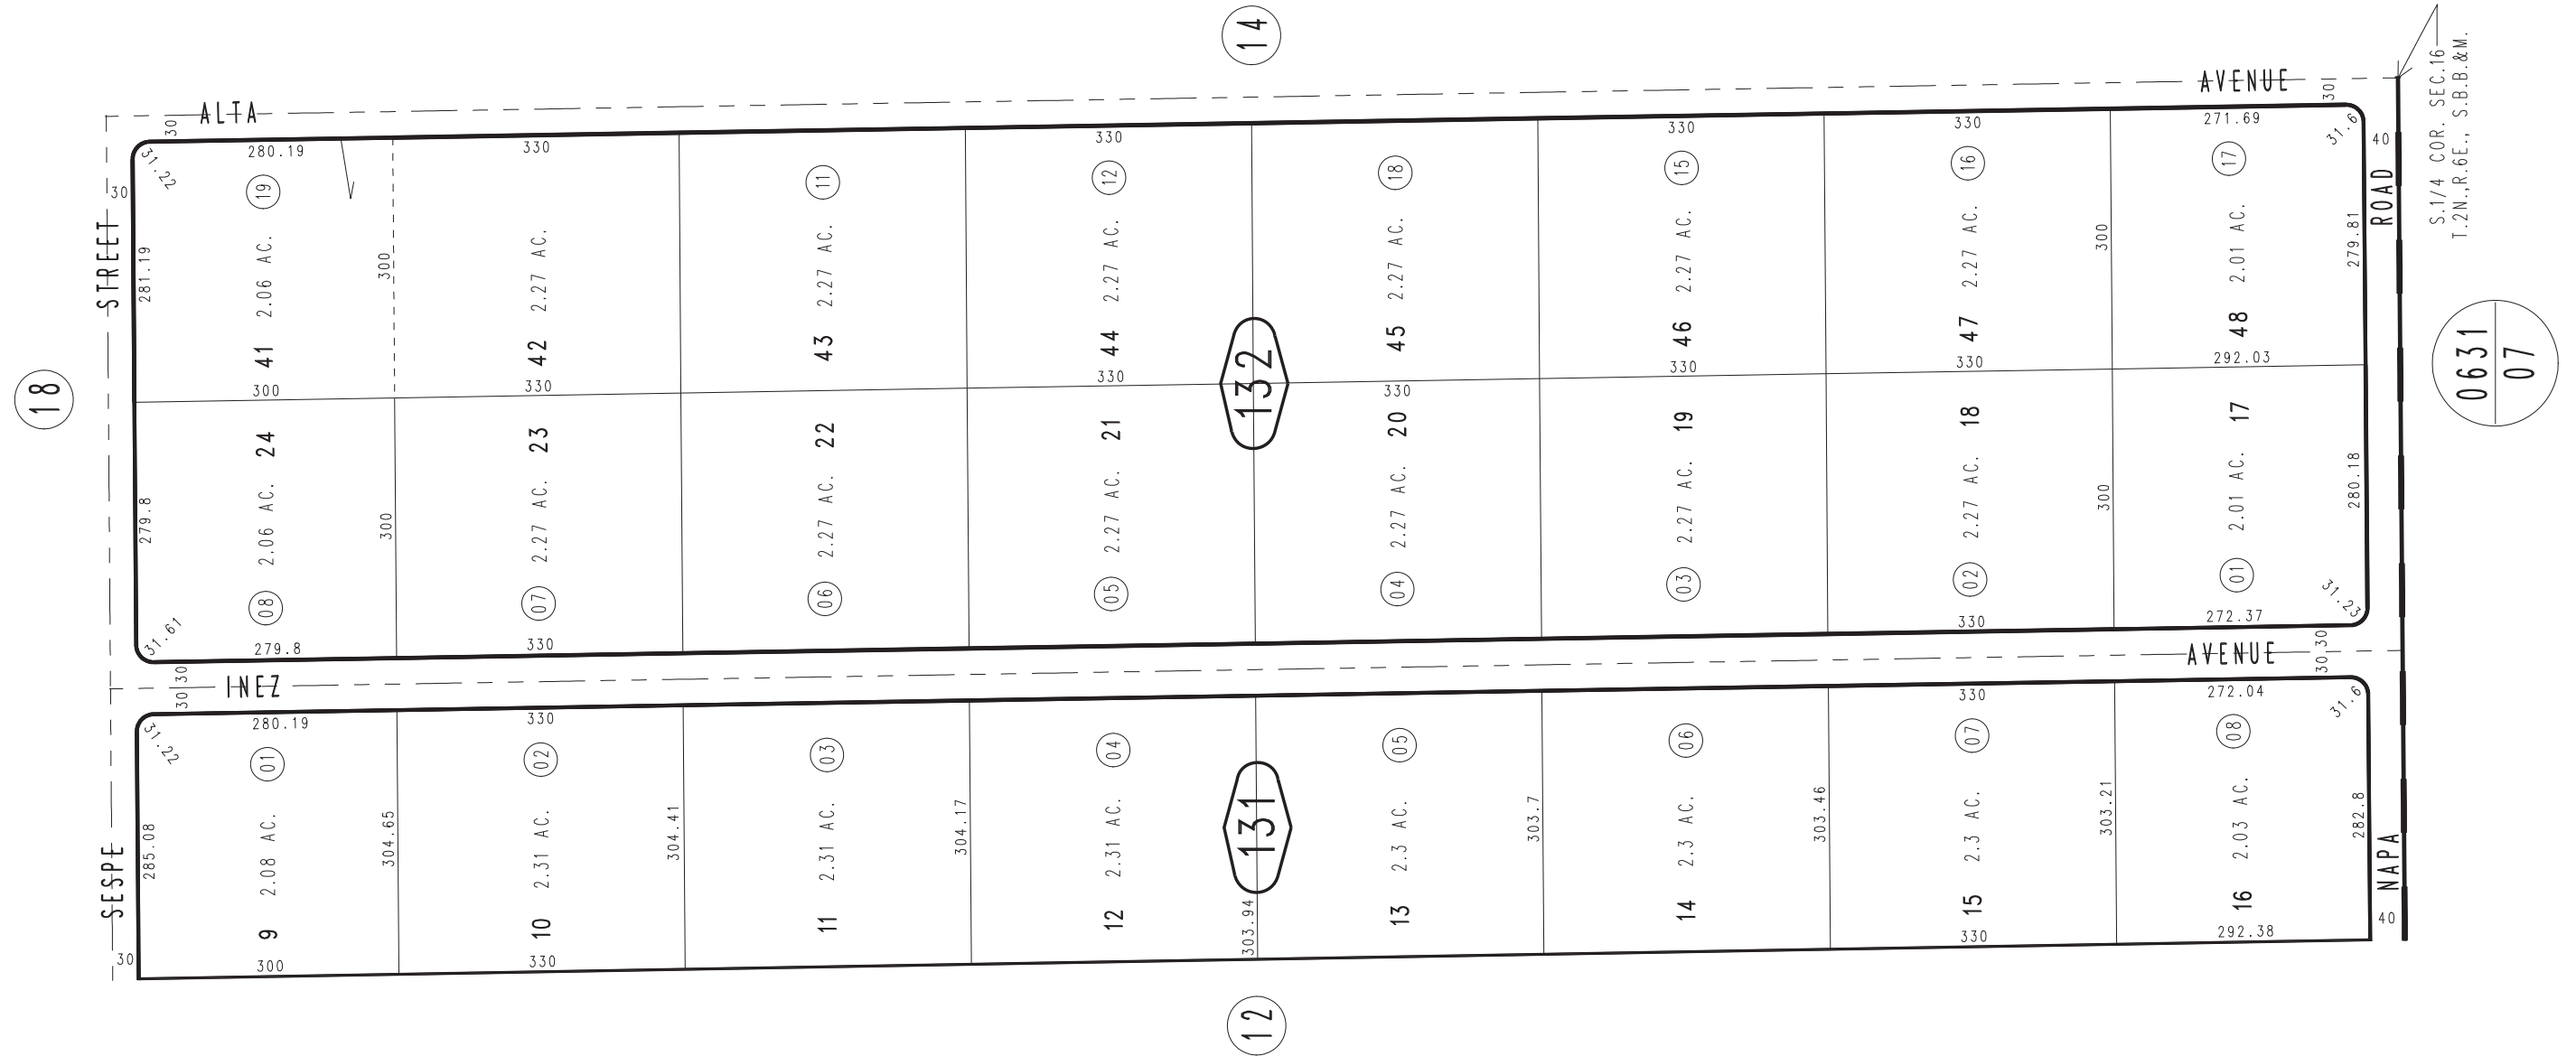 14
S.1/4 COR. SEC.16
T.2N.,R.6E., S.B.B.&M.
ALTA AVENUE
30 30
280.19 330 330 330 330 271.69
31.22 31.6
30 40
19 11 12 18 15 16 17
STREET ROAD
281.19 300 300 279.81
2.06 AC. 2.27 AC. 2.27 AC. 2.27 AC. 2.27 AC. 2.27 AC. 2.27 AC. 2.01 AC.
41 42 43 44 45 46 47 48
300 330 330 330 330 330 292.03
132
18
0631
07
24 23 22 21 20 19 18 17
279.8 300 300 280.18
2.06 AC. 2.27 AC. 2.27 AC. 2.27 AC. 2.27 AC. 2.27 AC. 2.27 AC. 2.01 AC.
08 07 06 05 04 03 02 01
31.61 31.23
279.8 330 330 272.37
30 30 30 30
INEZ AVENUE
280.19 330 330 272.04
31.22 31.6
01 02 03 04 05 06 07 08
285.08 304.65 304.41 304.17 303.94 303.7 303.46 303.21 282.8
2.08 AC. 2.31 AC. 2.31 AC. 2.31 AC. 2.3 AC. 2.3 AC. 2.3 AC. 2.03 AC.
131
SESPE NAPA
9 10 11 12 13 14 15 16
30 40
300 330 330 292.38
12